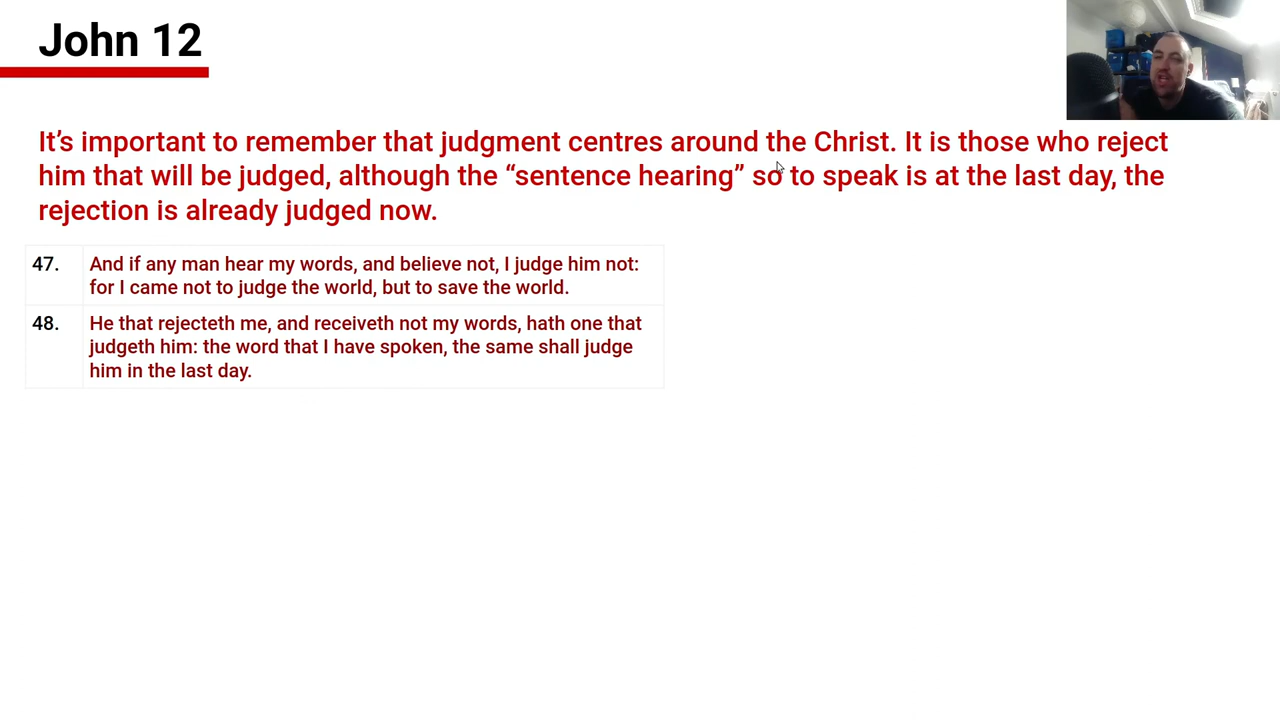 John 12
It’s important to remember that judgment centres around the Christ. It is those who reject
him that will be judged, although the “sentence hearing” so to speak is at the last day, the
rejection is already judged now.
47. And if any man hear my words, and believe not, I judge him not:
for I came not to judge the world, but to save the world.
48. He that rejecteth me, and receiveth not my words, hath one that
judgeth him: the word that I have spoken, the same shall judge
him in the last day.